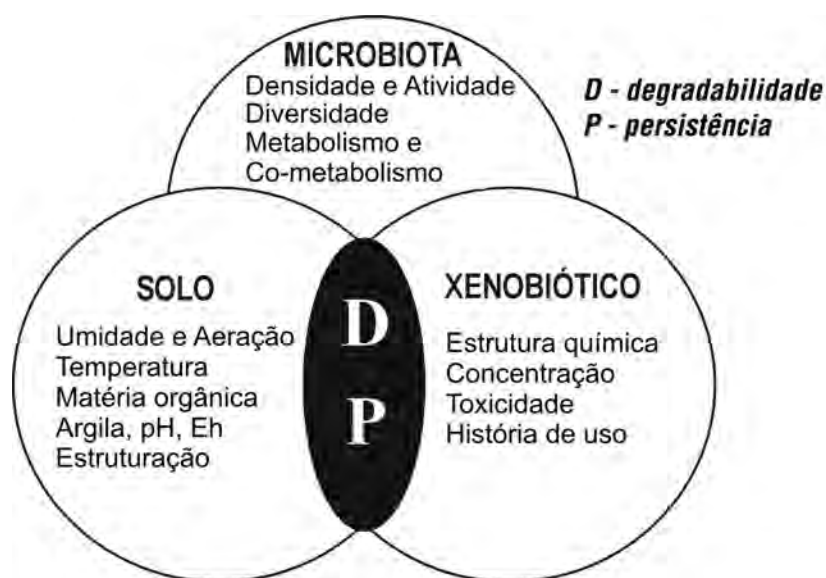 MICROBIOTA
Densidade e Atividade
Diversidade
Metabolismo e
Co-metabolismo
D - degradabilidade
P - persistência
SOLO
Umidade e Aeração
Temperatura
Matéria orgânica
Argila, pH, Eh
Estruturação
D
P
XENOBIÓTICO
Estrutura química
Concentração
Toxicidade
História de uso